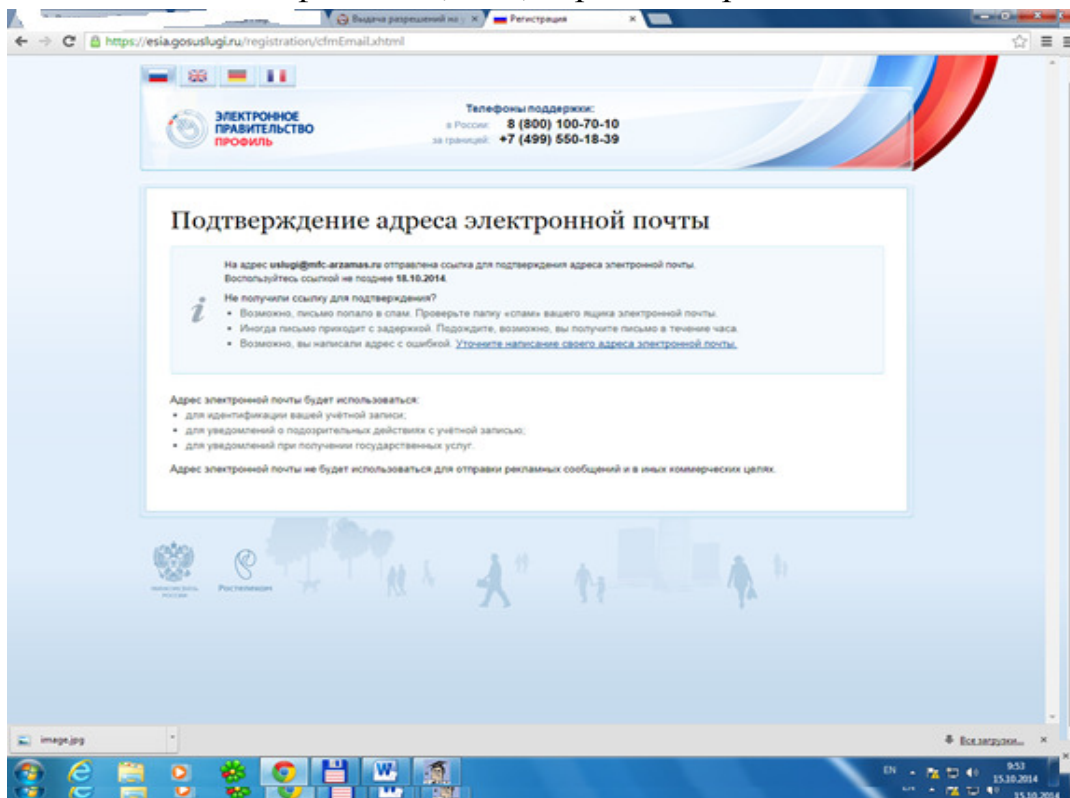 Выдача разрешений на
Регистрация
https://esia.gosuslugi.ru/registration/cfmEmail.xhtml
ЭЛЕКТРОННОЕ
ПРАВИТЕЛЬСТВО
ПРОФИЛЬ
Телефоны поддержки:
в России: 8 (800) 100-70-10
за границей: +7 (499) 550-18-39
Подтверждение адреса электронной почты
На адрес uslugi@mfc-arzamas.ru отправлена ссылка для подтверждения адреса электронной почты.
Воспользуйтесь ссылкой не позднее 18.10.2014.
Не получили ссылку для подтверждения?
▪ Возможно, письмо попало в спам. Проверьте папку «спам» вашего ящика электронной почты.
▪ Иногда письмо приходит с задержкой. Подождите, возможно, вы получите письмо в течение часа.
▪ Возможно, вы написали адрес с ошибкой. Уточните написание своего адреса электронной почты.
Адрес электронной почты будет использоваться:
▪ для идентификации вашей учётной записи;
▪ для уведомлений о подозрительных действиях с учётной записью;
▪ для уведомлений при получении государственных услуг.
Адрес электронной почты не будет использоваться для отправки рекламных сообщений и в иных коммерческих целях.
Ростелеком
image.jpg
Все загрузки...
EN
9:53
15.10.2014
15.10.2014